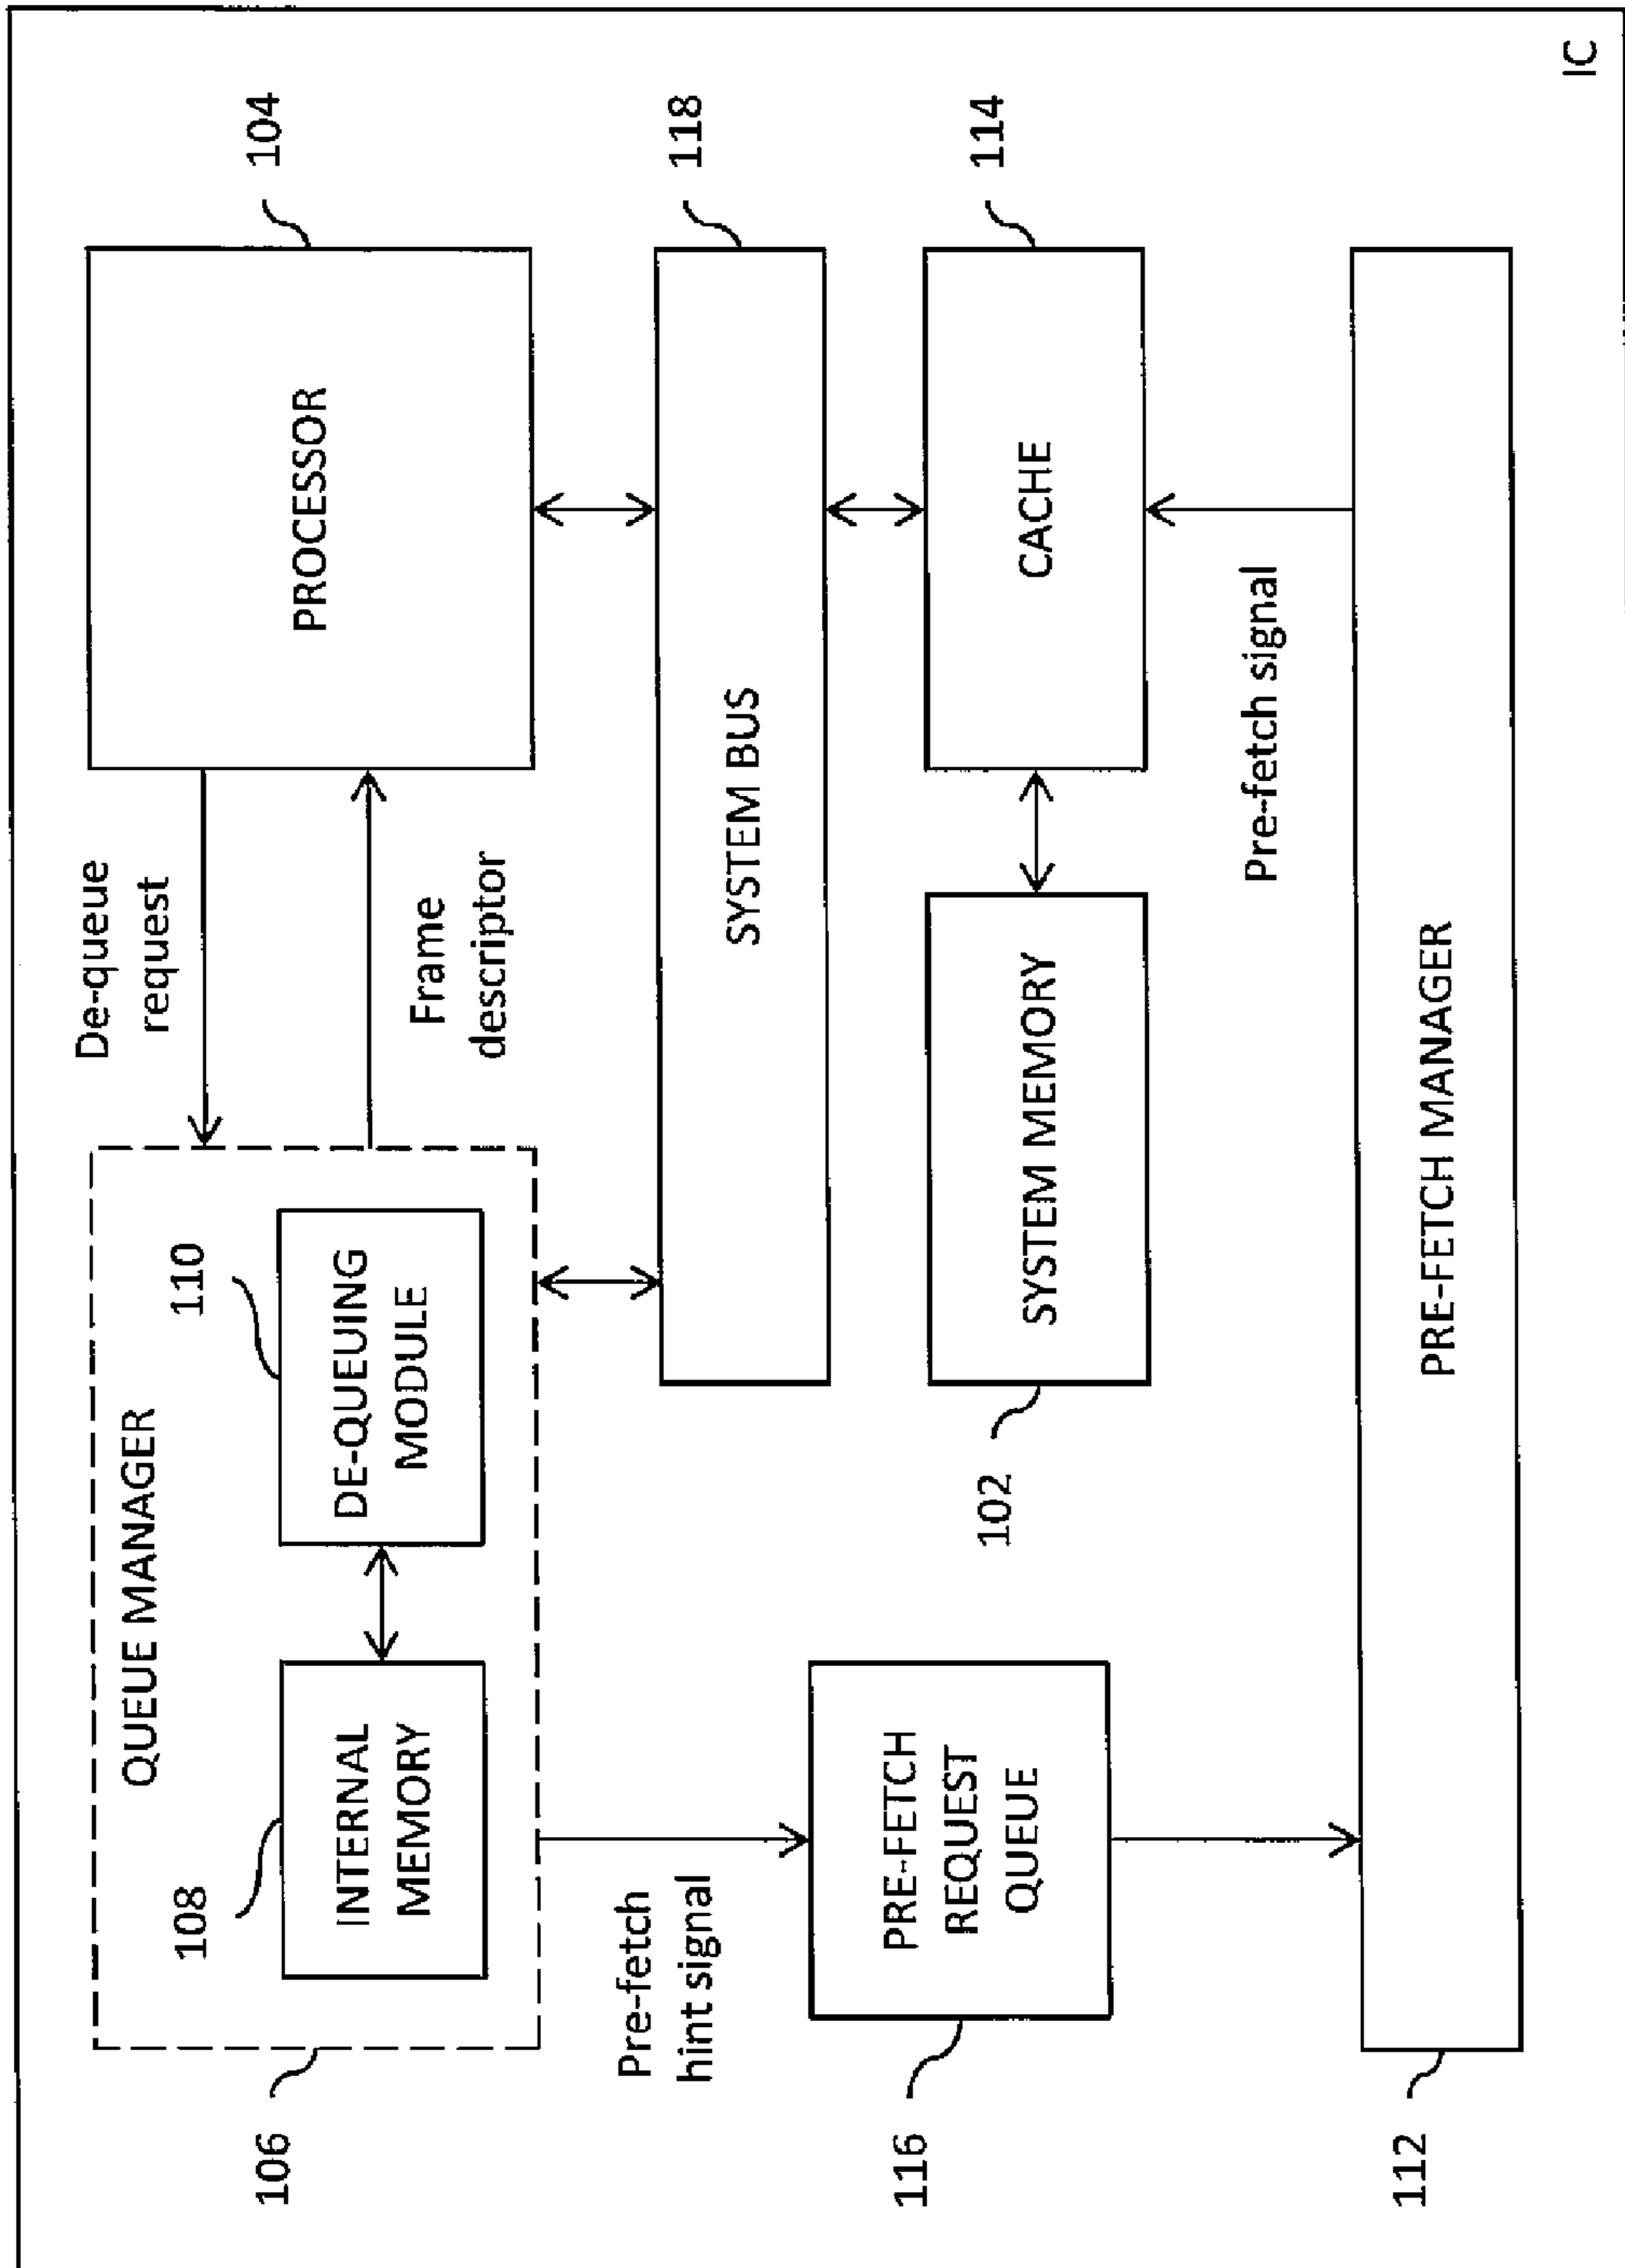 QUEUE MANAGER
106
108
INTERNAL
MEMORY
110
DE-QUEUING
MODULE
De-queue
request
Frame
descriptor
PROCESSOR
104
Pre-fetch
hint signal
SYSTEM BUS
118
116
PRE-FETCH
REQUEST
QUEUE
102
SYSTEM MEMORY
CACHE
114
Pre-fetch signal
112
PRE-FETCH MANAGER
IC